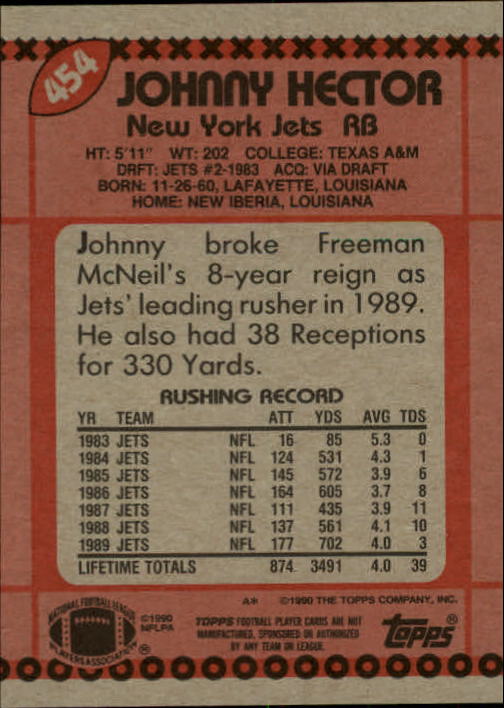 454
JOHNNY HECTOR
New York Jets RB
HT: 5'11" WT: 202 COLLEGE: TEXAS A&M
DRFT: JETS #2-1983 ACQ: VIA DRAFT
BORN: 11-26-60, LAFAYETTE, LOUISIANA
HOME: NEW IBERIA, LOUISIANA
Johnny broke Freeman
McNeil's 8-year reign as
Jets' leading rusher in 1989.
He also had 38 Receptions
for 330 Yards.
RUSHING RECORD
YR TEAM ATT YDS AVG TDS
1983 JETS NFL 16 85 5.3 0
1984 JETS NFL 124 531 4.3 1
1985 JETS NFL 145 572 3.9 6
1986 JETS NFL 164 605 3.7 8
1987 JETS NFL 111 435 3.9 11
1988 JETS NFL 137 561 4.1 10
1989 JETS NFL 177 702 4.0 3
LIFETIME TOTALS 874 3491 4.0 39
A* ©1990 THE TOPPS COMPANY, INC.
NATIONAL FOOTBALL LEAGUE
PLAYERS ASSOCIATION ®
©1990
NFLPA
TOPPS FOOTBALL PLAYER CARDS ARE NOT
MANUFACTURED, SPONSORED OR AUTHORIZED
BY ANY TEAM OR LEAGUE.
Topps®